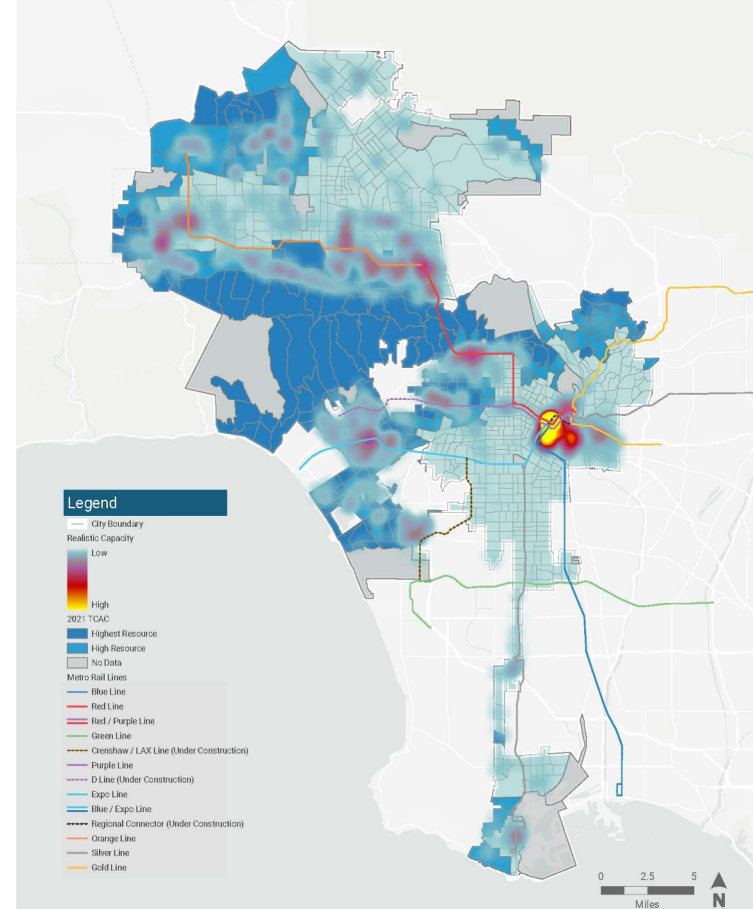 Legend
City Boundary
Realistic Capacity
Low
High
2021 TCAC
Highest Resource
High Resource
No Data
Metro Rail Lines
Blue Line
Red Line
Red / Purple Line
Green Line
Crenshaw / LAX Line (Under Construction)
Purple Line
D Line (Under Construction)
Expo Line
Blue / Expo Line
Regional Connector (Under Construction)
Orange Line
Silver Line
Gold Line
0 2.5 5
Miles
N